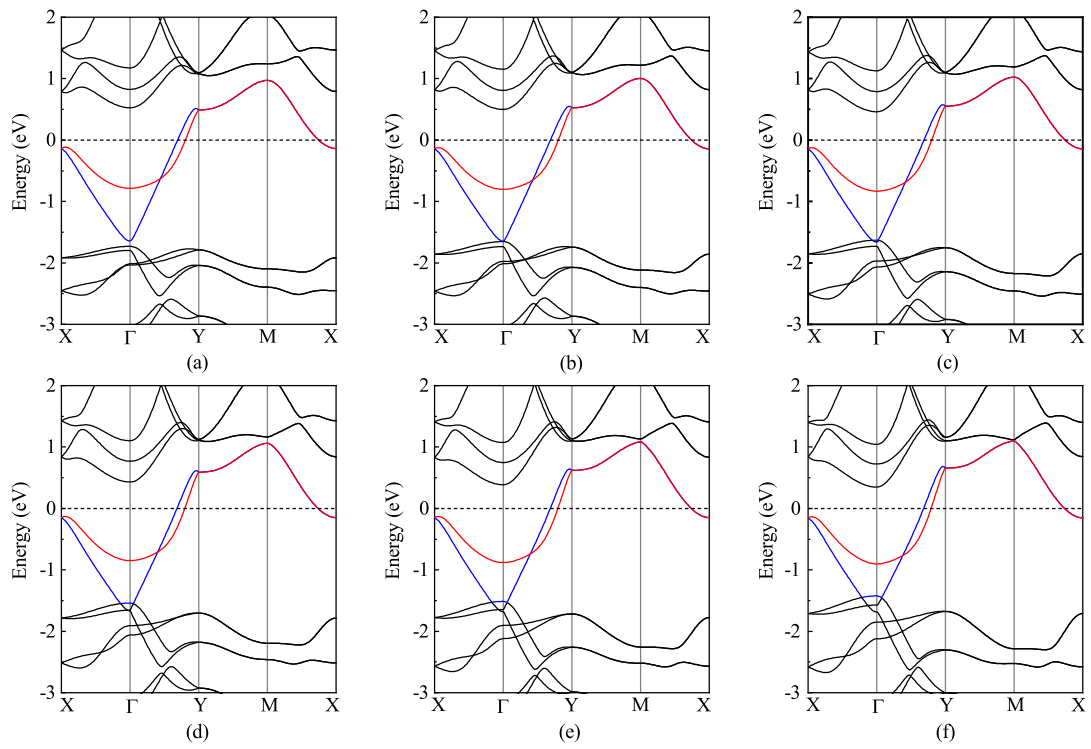 2 2 2
1 1 1
Energy (eV) 0 Energy (eV) 0 Energy (eV) 0
-1 -1 -1
-2 -2 -2
-3 -3 -3
X Γ Y M X X Γ Y M X X Γ Y M X
(a) (b) (c)
2 2 2
1 1 1
Energy (eV) 0 Energy (eV) 0 Energy (eV) 0
-1 -1 -1
-2 -2 -2
-3 -3 -3
X Γ Y M X X Γ Y M X X Γ Y M X
(d) (e) (f)